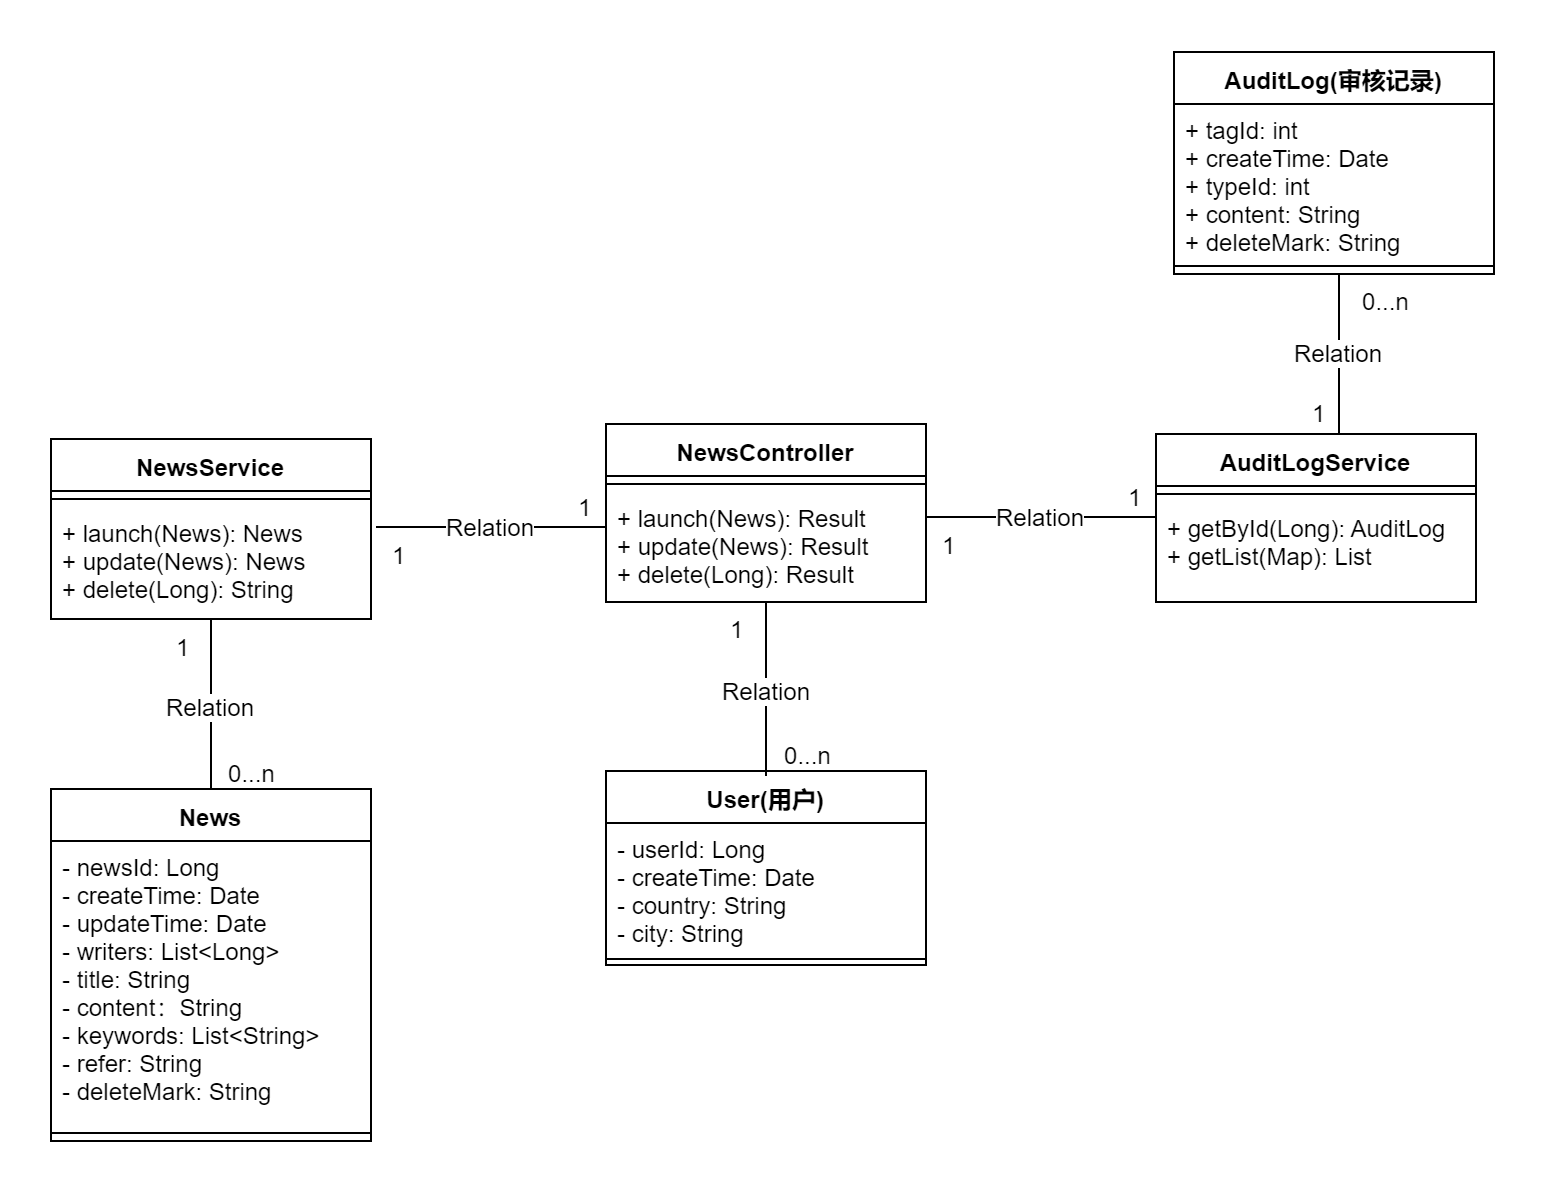 AuditLog(审核记录)
+ tagId: int
+ createTime: Date
+ typeId: int
+ content: String
+ deleteMark: String
0...n
Relation
1
AuditLogService
+ getById(Long): AuditLog
+ getList(Map): List
1
Relation
1
NewsController
+ launch(News): Result
+ update(News): Result
+ delete(Long): Result
1
Relation
1
NewsService
+ launch(News): News
+ update(News): News
+ delete(Long): String
1
Relation
0...n
News
- newsId: Long
- createTime: Date
- updateTime: Date
- writers: List<Long>
- title: String
- content：String
- keywords: List<String>
- refer: String
- deleteMark: String
1
Relation
0...n
User(用户)
- userId: Long
- createTime: Date
- country: String
- city: String